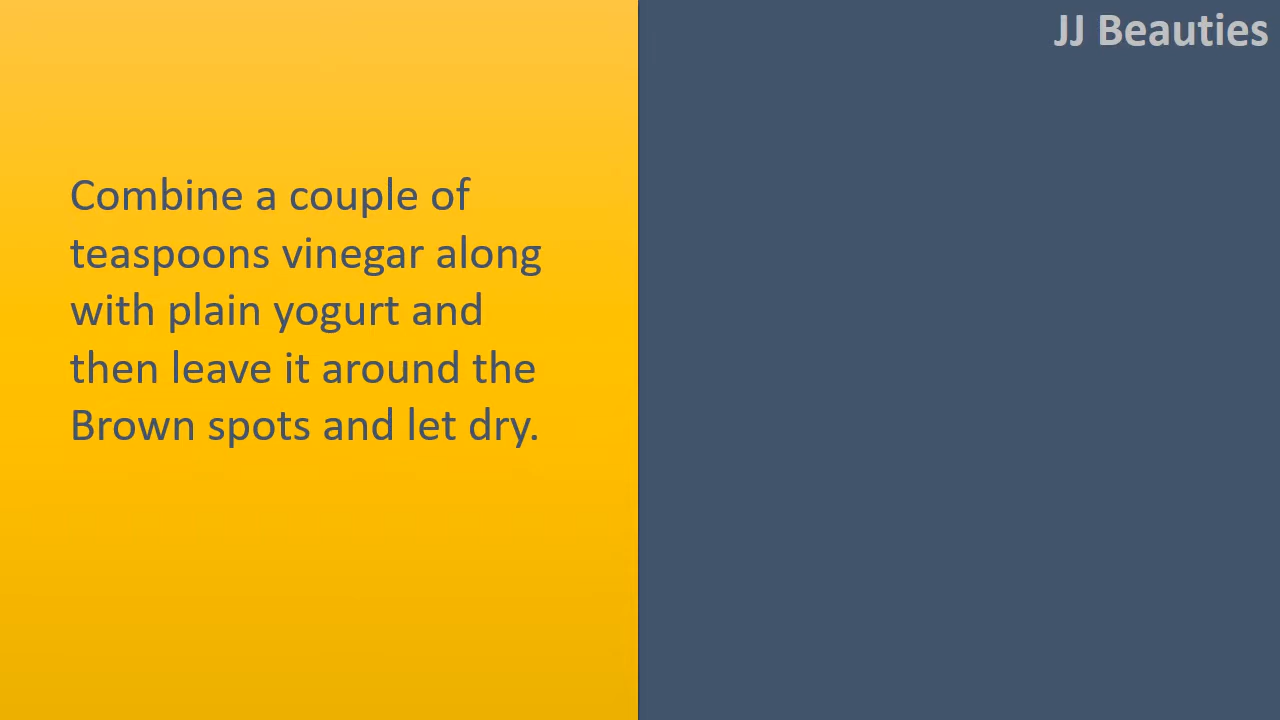 JJ Beauties
Combine a couple of
teaspoons vinegar along
with plain yogurt and
then leave it around the
Brown spots and let dry.